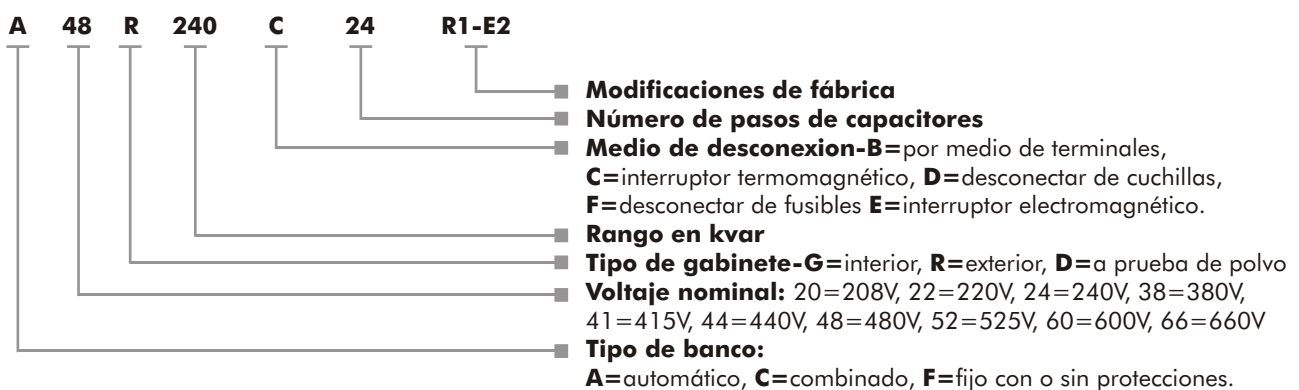 A 48 R 240 C 24 R1-E2
Modificaciones de fábrica
Número de pasos de capacitores
Medio de desconexion-B=por medio de terminales,
C=interruptor termomagnético, D=desconectar de cuchillas,
F=desconectar de fusibles E=interruptor electromagnético.
Rango en kvar
Tipo de gabinete-G=interior, R=exterior, D=a prueba de polvo
Voltaje nominal: 20=208V, 22=220V, 24=240V, 38=380V,
41=415V, 44=440V, 48=480V, 52=525V, 60=600V, 66=660V
Tipo de banco:
A=automático, C=combinado, F=fijo con o sin protecciones.